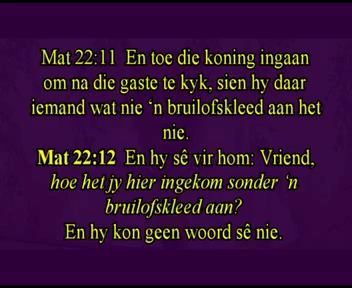 Mat 22:11 En toe die koning ingaan
om na die gaste te kyk, sien hy daar
iemand wat nie ‘n bruilofskleed aan het
nie.
Mat 22:12 En hy sê vir hom: Vriend,
hoe het jy hier ingekom sonder ‘n
bruilofskleed aan?
En hy kon geen woord sê nie.